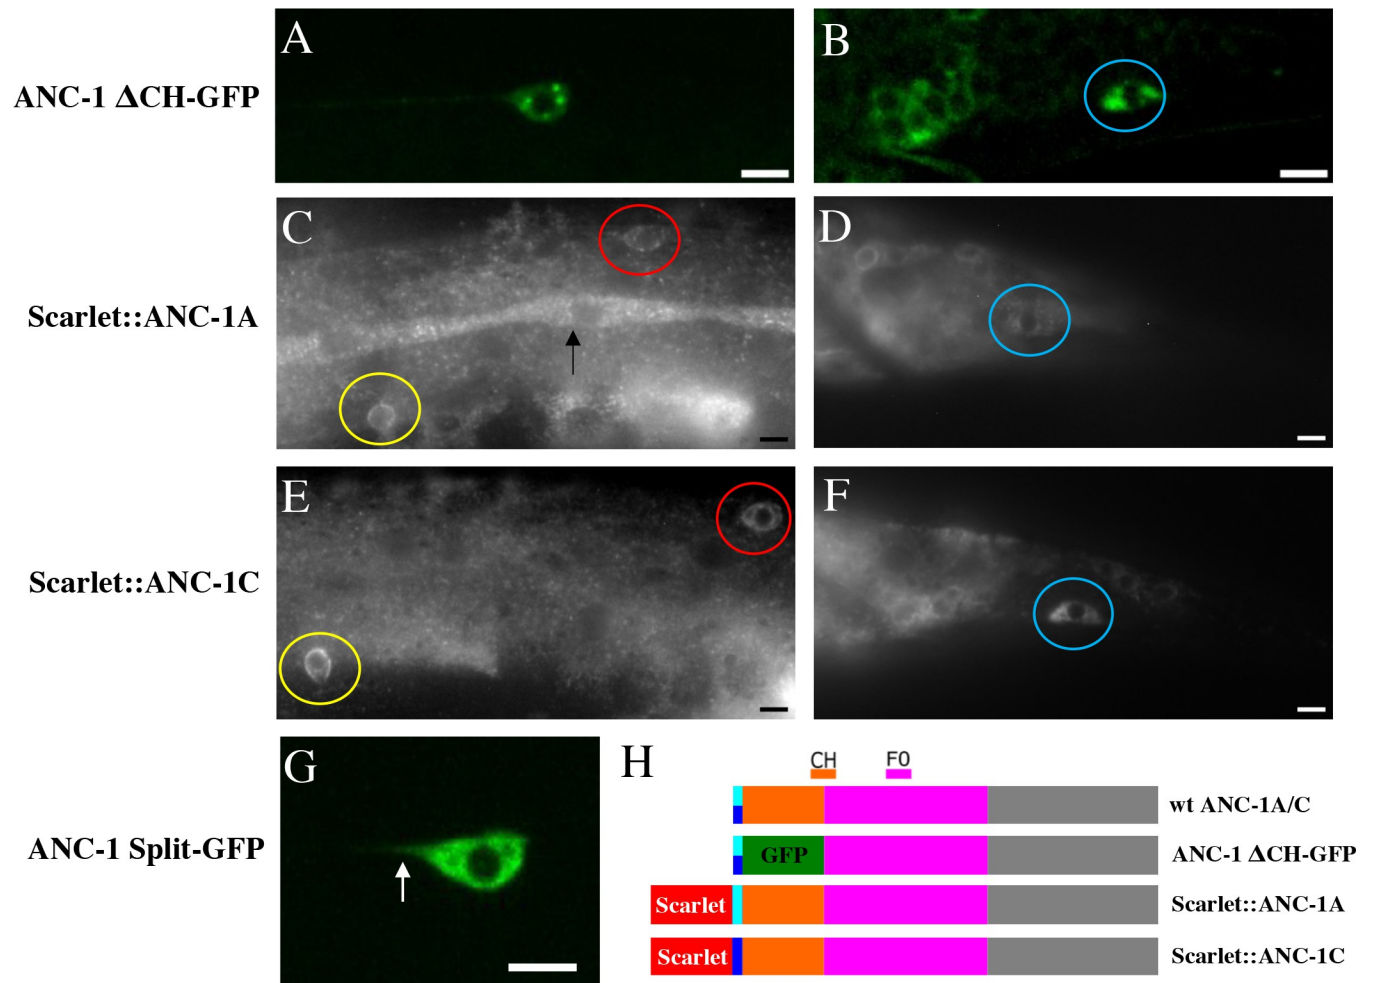 A
B
ANC-1 ΔCH-GFP
C
D
Scarlet::ANC-1A
E
F
Scarlet::ANC-1C
G
ANC-1 Split-GFP
H
CH
F0
wt ANC-1A/C
GFP
ANC-1 ΔCH-GFP
Scarlet
Scarlet::ANC-1A
Scarlet
Scarlet::ANC-1C